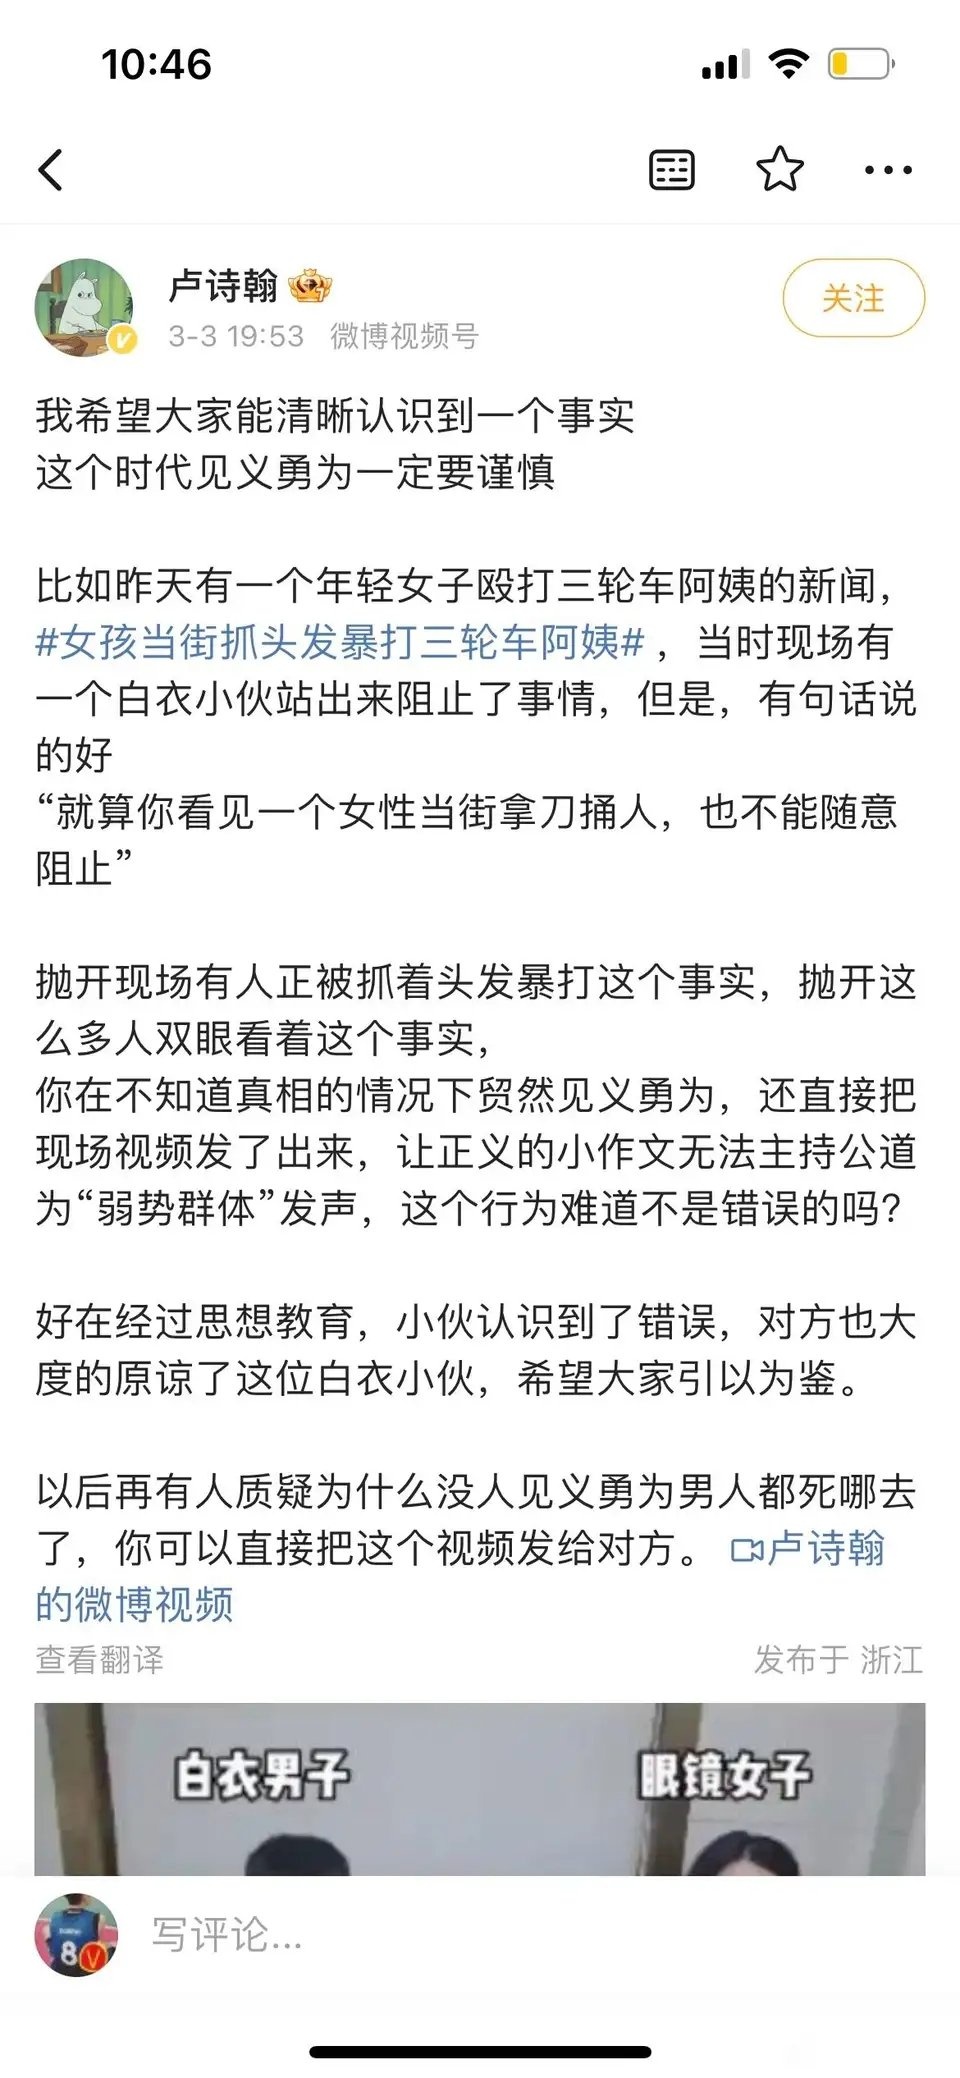 10:46
卢诗翰
关注
3-3 19:53 微博视频号
我希望大家能清晰认识到一个事实
这个时代见义勇为一定要谨慎
比如昨天有一个年轻女子殴打三轮车阿姨的新闻，
#女孩当街抓头发暴打三轮车阿姨#，当时现场有
一个白衣小伙站出来阻止了事情，但是，有句话说
的好
“就算你看见一个女性当街拿刀捅人，也不能随意
阻止”
抛开现场有人正被抓着头发暴打这个事实，抛开这
么多人双眼看着这个事实，
你在不知道真相的情况下贸然见义勇为，还直接把
现场视频发了出来，让正义的小作文无法主持公道
为“弱势群体”发声，这个行为难道不是错误的吗？
好在经过思想教育，小伙认识到了错误，对方也大
度的原谅了这位白衣小伙，希望大家引以为鉴。
以后再有人质疑为什么没人见义勇为男人都死哪去
了，你可以直接把这个视频发给对方。 卢诗翰
的微博视频
查看翻译
发布于 浙江
白衣男子
眼镜女子
8
写评论...